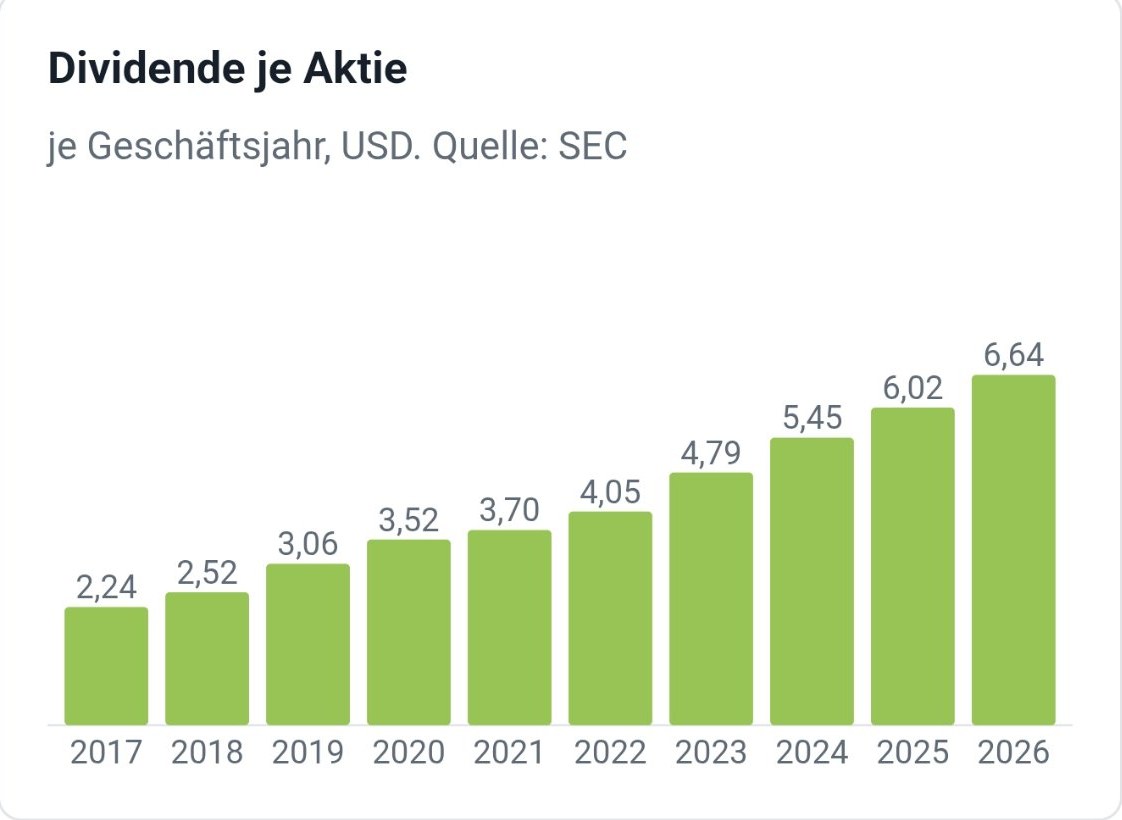 Dividende je Aktie
je Geschäftsjahr, USD. Quelle: SEC
2,24 2,52 3,06 3,52 3,70 4,05 4,79 5,45 6,02 6,64
2017 2018 2019 2020 2021 2022 2023 2024 2025 2026